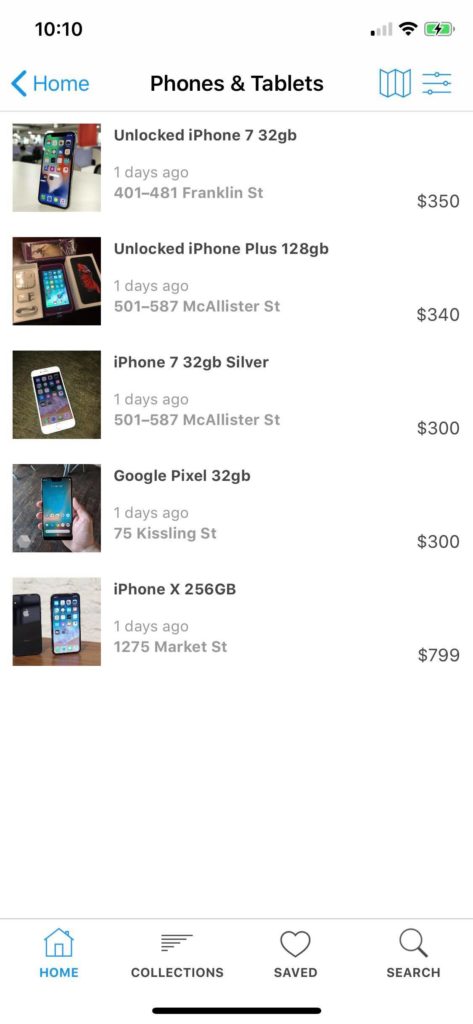 10:10
Home
Phones & Tablets
Unlocked iPhone 7 32gb
1 days ago
401–481 Franklin St
$350
Unlocked iPhone Plus 128gb
1 days ago
501–587 McAllister St
$340
iPhone 7 32gb Silver
1 days ago
501–587 McAllister St
$300
Google Pixel 32gb
1 days ago
75 Kissling St
$300
iPhone X 256GB
1 days ago
1275 Market St
$799
HOME
COLLECTIONS
SAVED
SEARCH